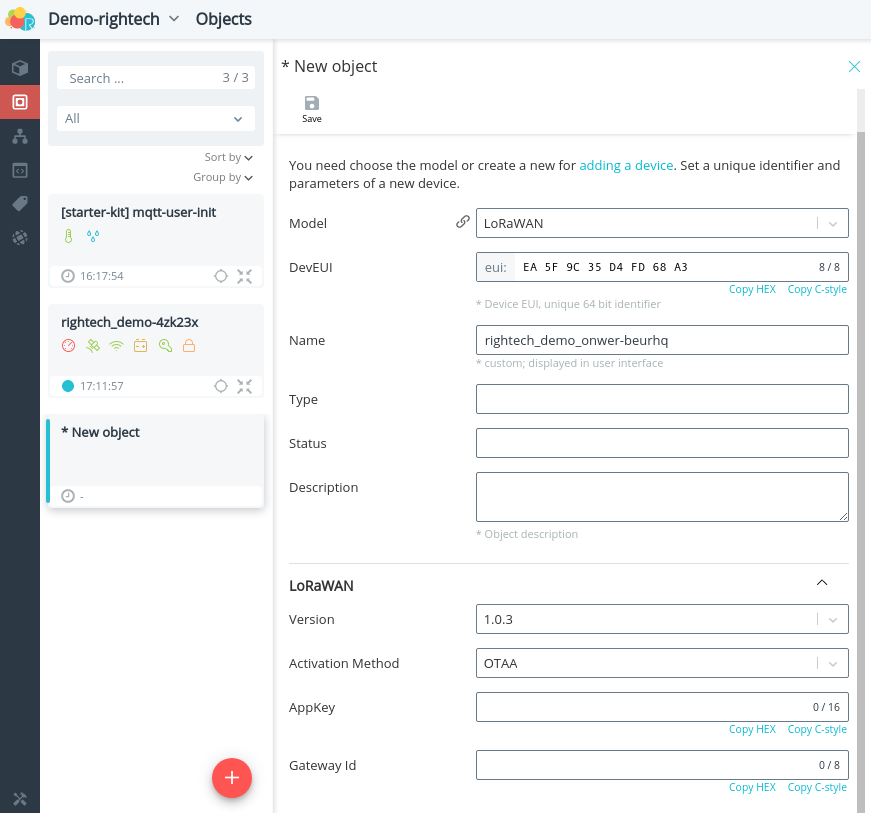 Demo-rightech Objects
Search ... 3 / 3
All
Sort by
Group by
[starter-kit] mqtt-user-init
16:17:54
rightech_demo-4zk23x
17:11:57
* New object
-
* New object
Save
You need choose the model or create a new for adding a device. Set a unique identifier and
parameters of a new device.
Model LoRaWAN
DevEUI eui: EA 5F 9C 35 D4 FD 68 A3 8 / 8
Copy HEX Copy C-style
* Device EUI, unique 64 bit identifier
Name rightech_demo_onwer-beurhq
* custom; displayed in user interface
Type
Status
Description
* Object description
LoRaWAN
Version 1.0.3
Activation Method OTAA
AppKey 0 / 16
Copy HEX Copy C-style
Gateway Id 0 / 8
Copy HEX Copy C-style